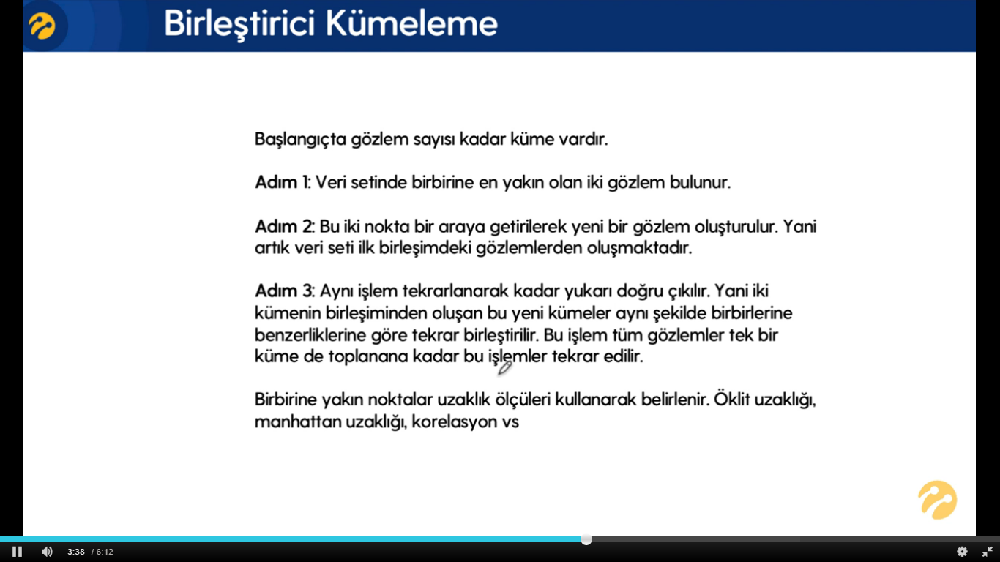 Birleştirici Kümeleme
Başlangıçta gözlem sayısı kadar küme vardır.
Adım 1: Veri setinde birbirine en yakın olan iki gözlem bulunur.
Adım 2: Bu iki nokta bir araya getirilerek yeni bir gözlem oluşturulur. Yani
artık veri seti ilk birleşimdeki gözlemlerden oluşmaktadır.
Adım 3: Aynı işlem tekrarlanarak kadar yukarı doğru çıkılır. Yani iki
kümenin birleşiminden oluşan bu yeni kümeler aynı şekilde birbirlerine
benzerliklerine göre tekrar birleştirilir. Bu işlem tüm gözlemler tek bir
küme de toplanana kadar bu işlemler tekrar edilir.
Birbirine yakın noktalar uzaklık ölçüleri kullanarak belirlenir. Öklit uzaklığı,
manhattan uzaklığı, korelasyon vs
3:38 / 6:12